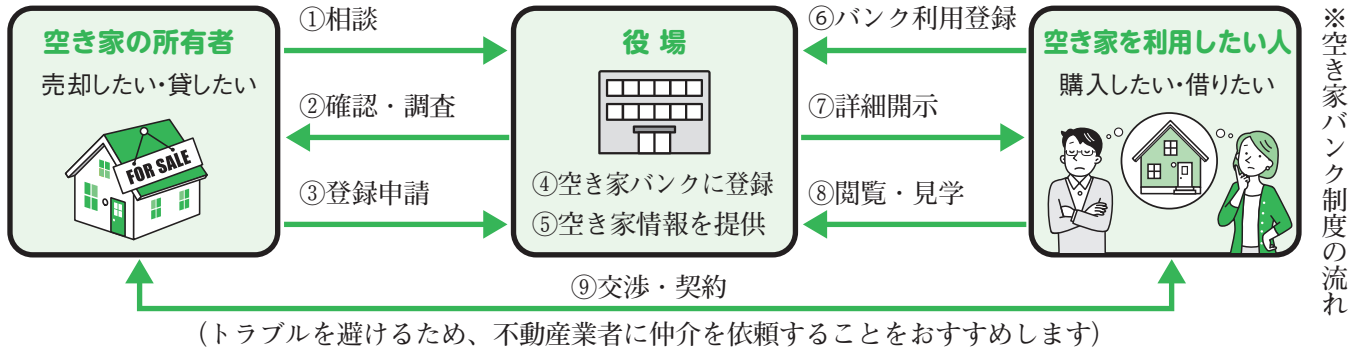 空き家の所有者
売却したい・貸したい
FOR SALE
①相談
②確認・調査
③登録申請
役場
④空き家バンクに登録
⑤空き家情報を提供
⑥バンク利用登録
⑦詳細開示
⑧閲覧・見学
空き家を利用したい人
購入したい・借りたい
⑨交渉・契約
(トラブルを避けるため、不動産業者に仲介を依頼することをおすすめします)
※空き家バンク制度の流れ